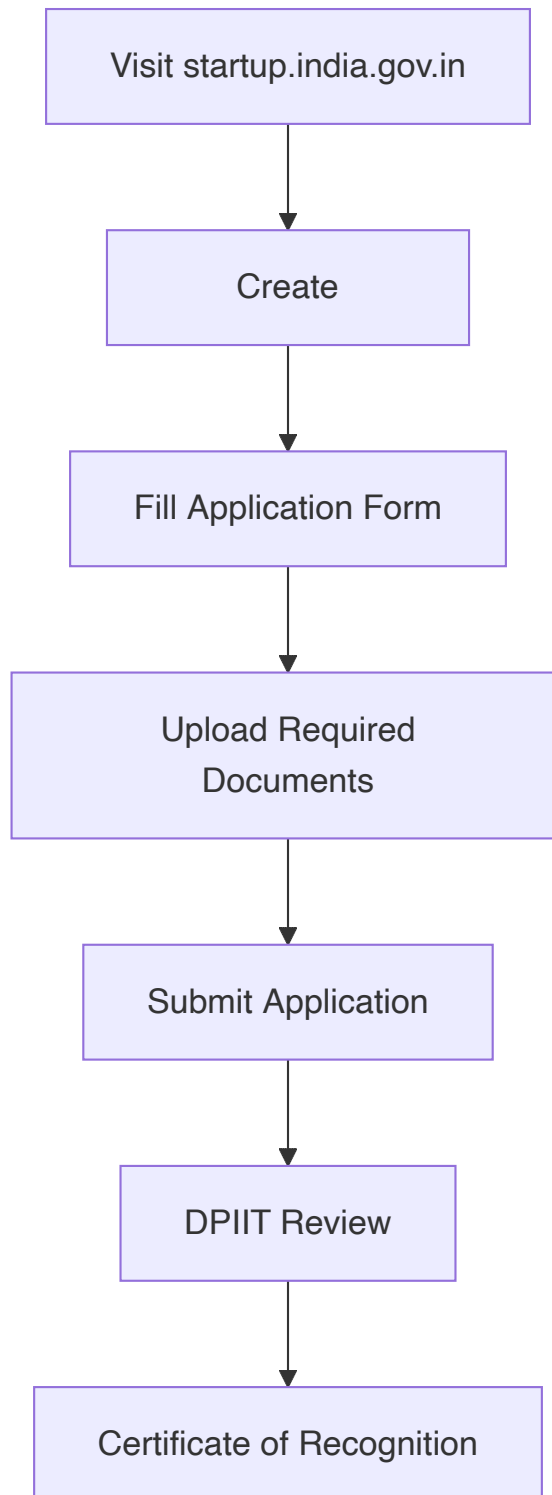 Visit startup.india.gov.in
Create
Fill Application Form
Upload Required
Documents
Submit Application
DPIIT Review
Certificate of Recognition